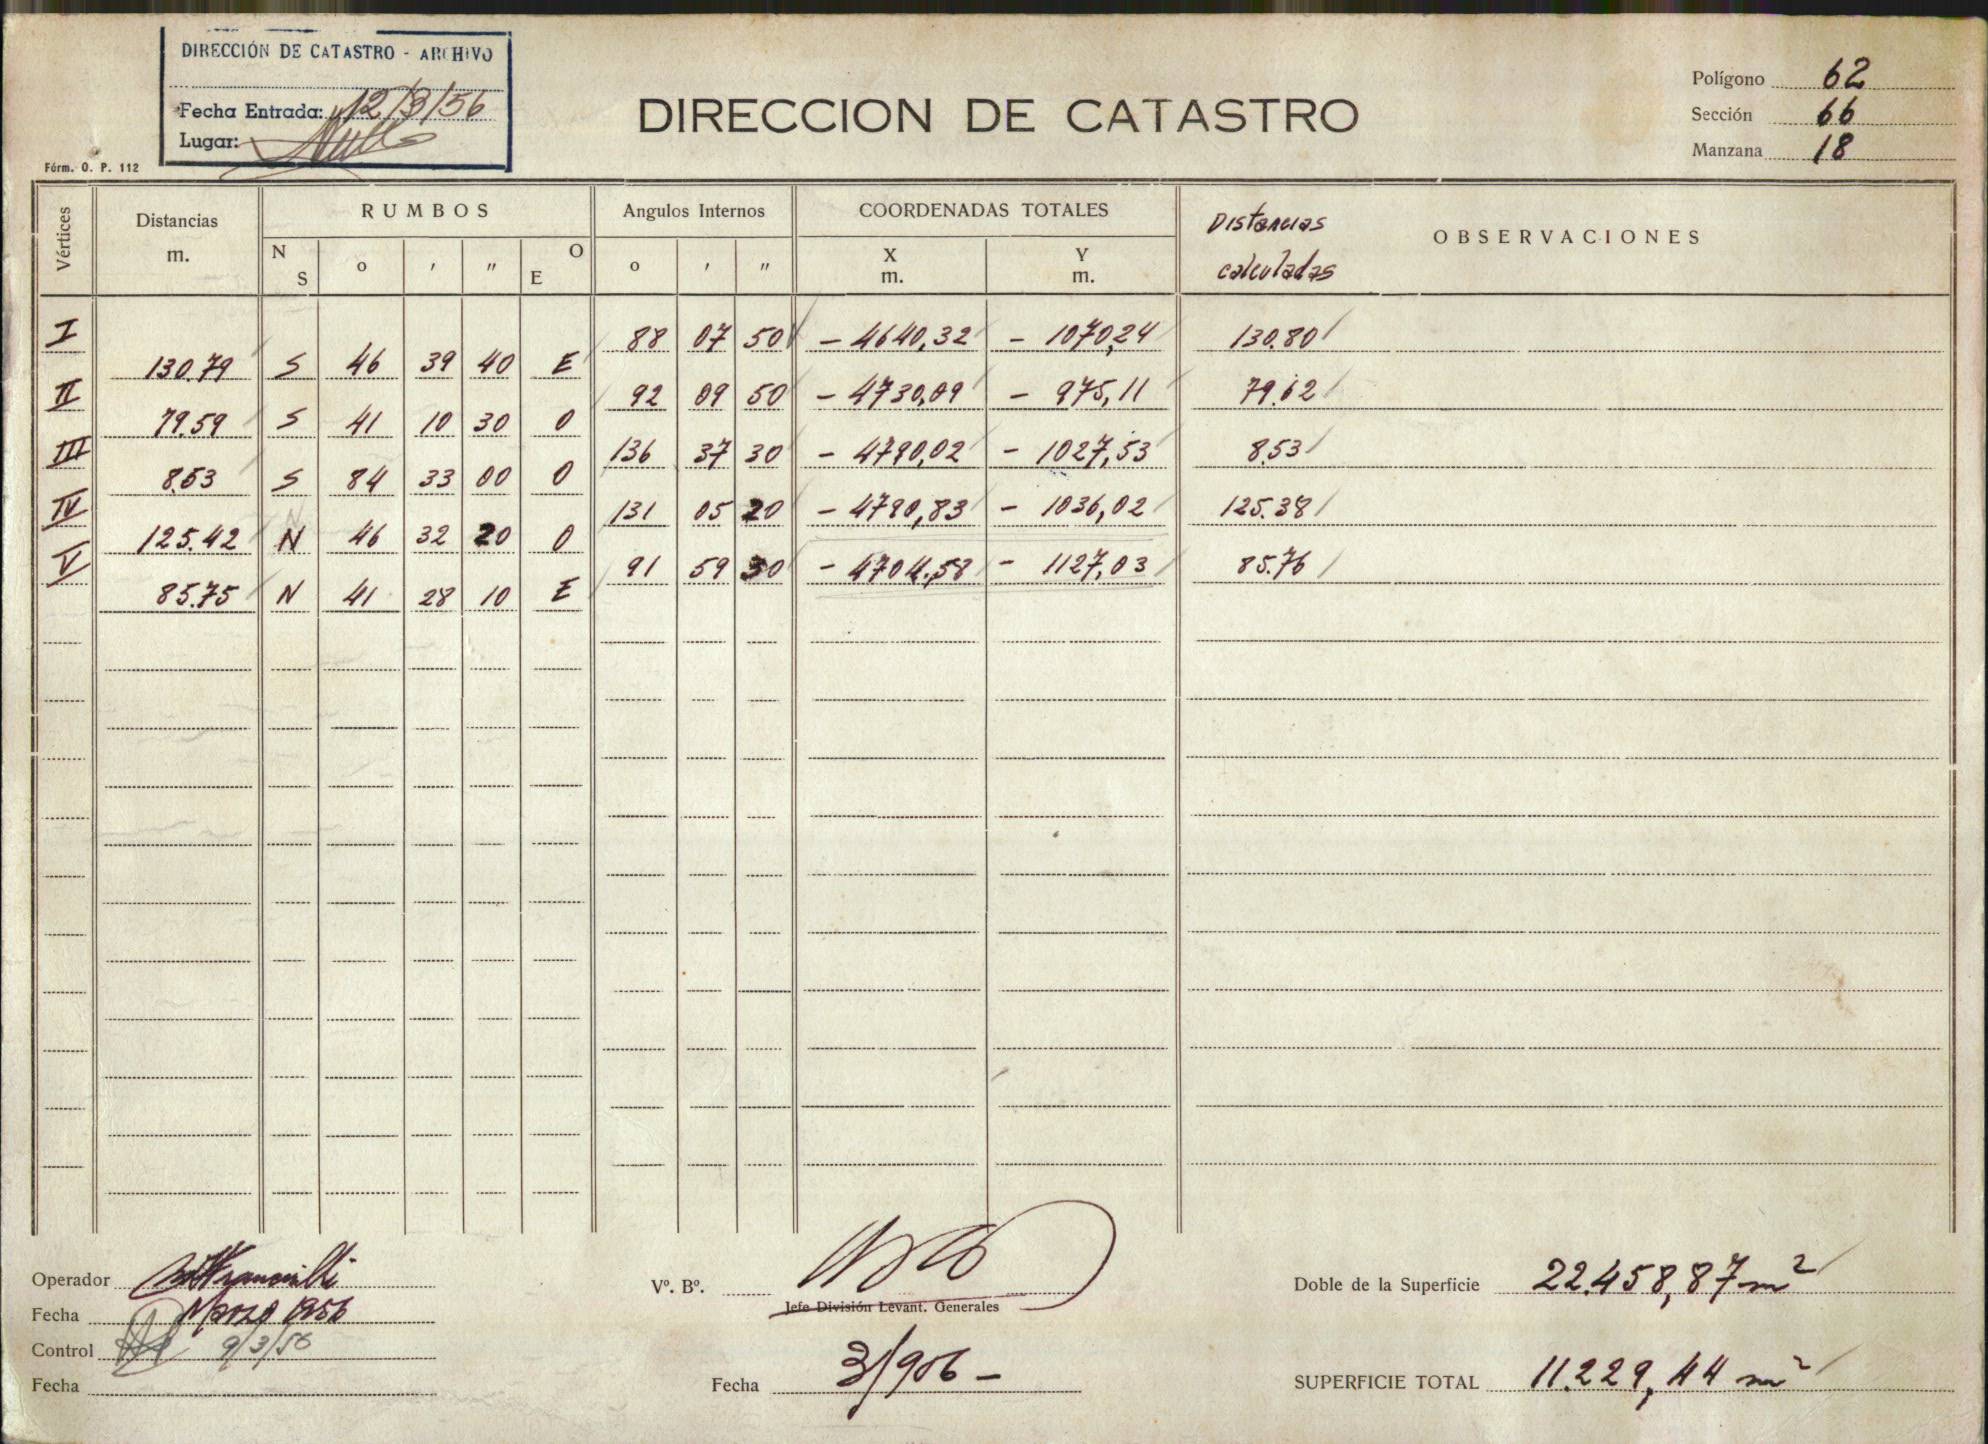 DIRECCIÓN DE CATASTRO - ARCHIVO
Fecha Entrada: 12/3/56
Lugar:
Fórm. O. P. 112
DIRECCION DE CATASTRO
Polígono 62
Sección 66
Manzana 18
Vértices
Distancias m.
RUMBOS
N S o ' " O E
Angulos Internos
o ' "
COORDENADAS TOTALES
X m.
Y m.
Distancias calculadas
OBSERVACIONES
I 88 07 50 - 4640,32 - 1070,24 130.80
130.79 S 46 39 40 E
II 92 09 50 - 4730,09 - 975,11 79.62
79.59 S 41 10 30 O
III 136 37 30 - 4790,02 - 1027,53 8.53
8.53 S 84 33 00 O
IV 131 05 20 - 4790,83 - 1036,02 125.38
125.42 N 46 32 20 O
V 91 59 30 - 4704,58 - 1127,03 85.76
85.75 N 41 28 10 E
Operador
Fecha Marzo 1956
Control 9/3/56
Fecha
V°. B°.
Jefe División Levant. Generales
Fecha 3/956 -
Doble de la Superficie 22.458,87 m²
SUPERFICIE TOTAL 11.229,44 m²